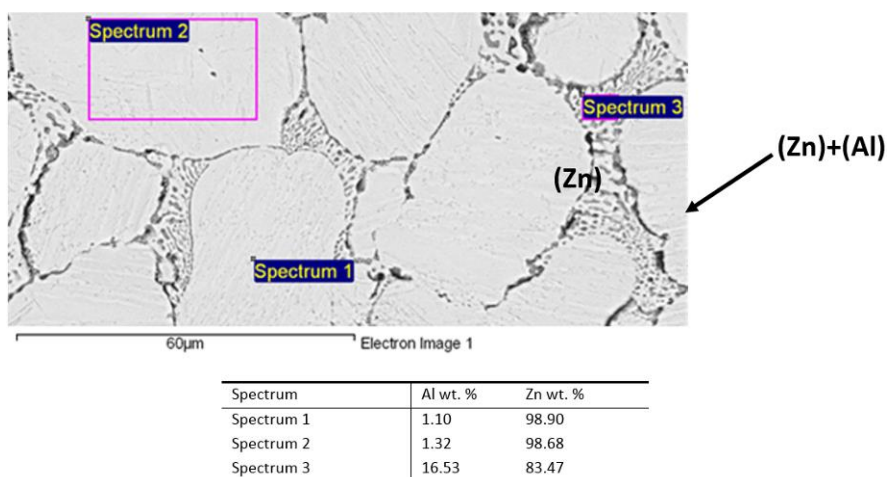 Spectrum 2
Spectrum 3
(Zn)+(Al)
(Zn)
Spectrum 1
60µm Electron Image 1
Spectrum Al wt. % Zn wt. %
Spectrum 1 1.10 98.90
Spectrum 2 1.32 98.68
Spectrum 3 16.53 83.47